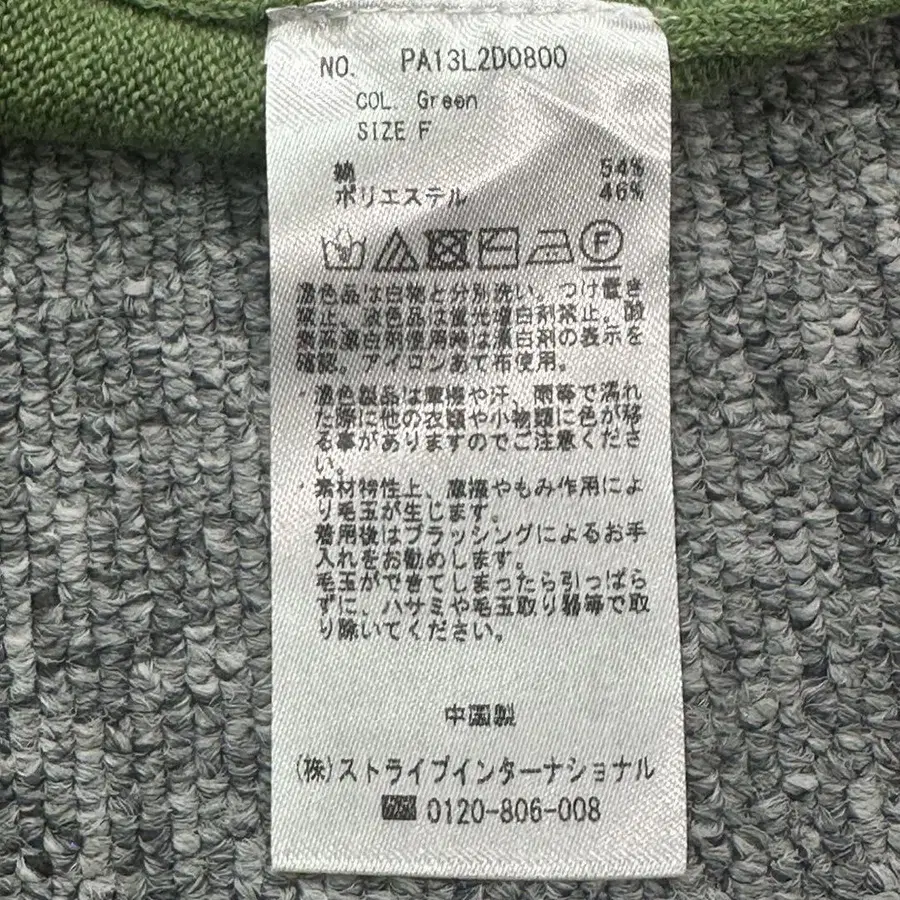 NO. PA13L2D0800
COL. Green
SIZE F
綿 54%
ポリエステル 46%
F
濃色品は白物と分別洗い。つけ置き
禁止。淡色品は蛍光増白剤禁止。酸
素系漂白剤使用時は漂白剤の表示を
確認。アイロンあて布使用。
・濃色製品は摩擦や汗、雨等で濡れ
た際に他の衣類や小物類に色が移
る事がありますのでご注意くださ
い。
・素材特性上、摩擦やもみ作用によ
り毛玉が生じます。
着用後はブラッシングによるお手
入れをお勧めします。
毛玉ができてしまったら引っぱら
ずに、ハサミや毛玉取り器等で取
り除いてください。
中国製
(株)ストライプインターナショナル
0120-806-008